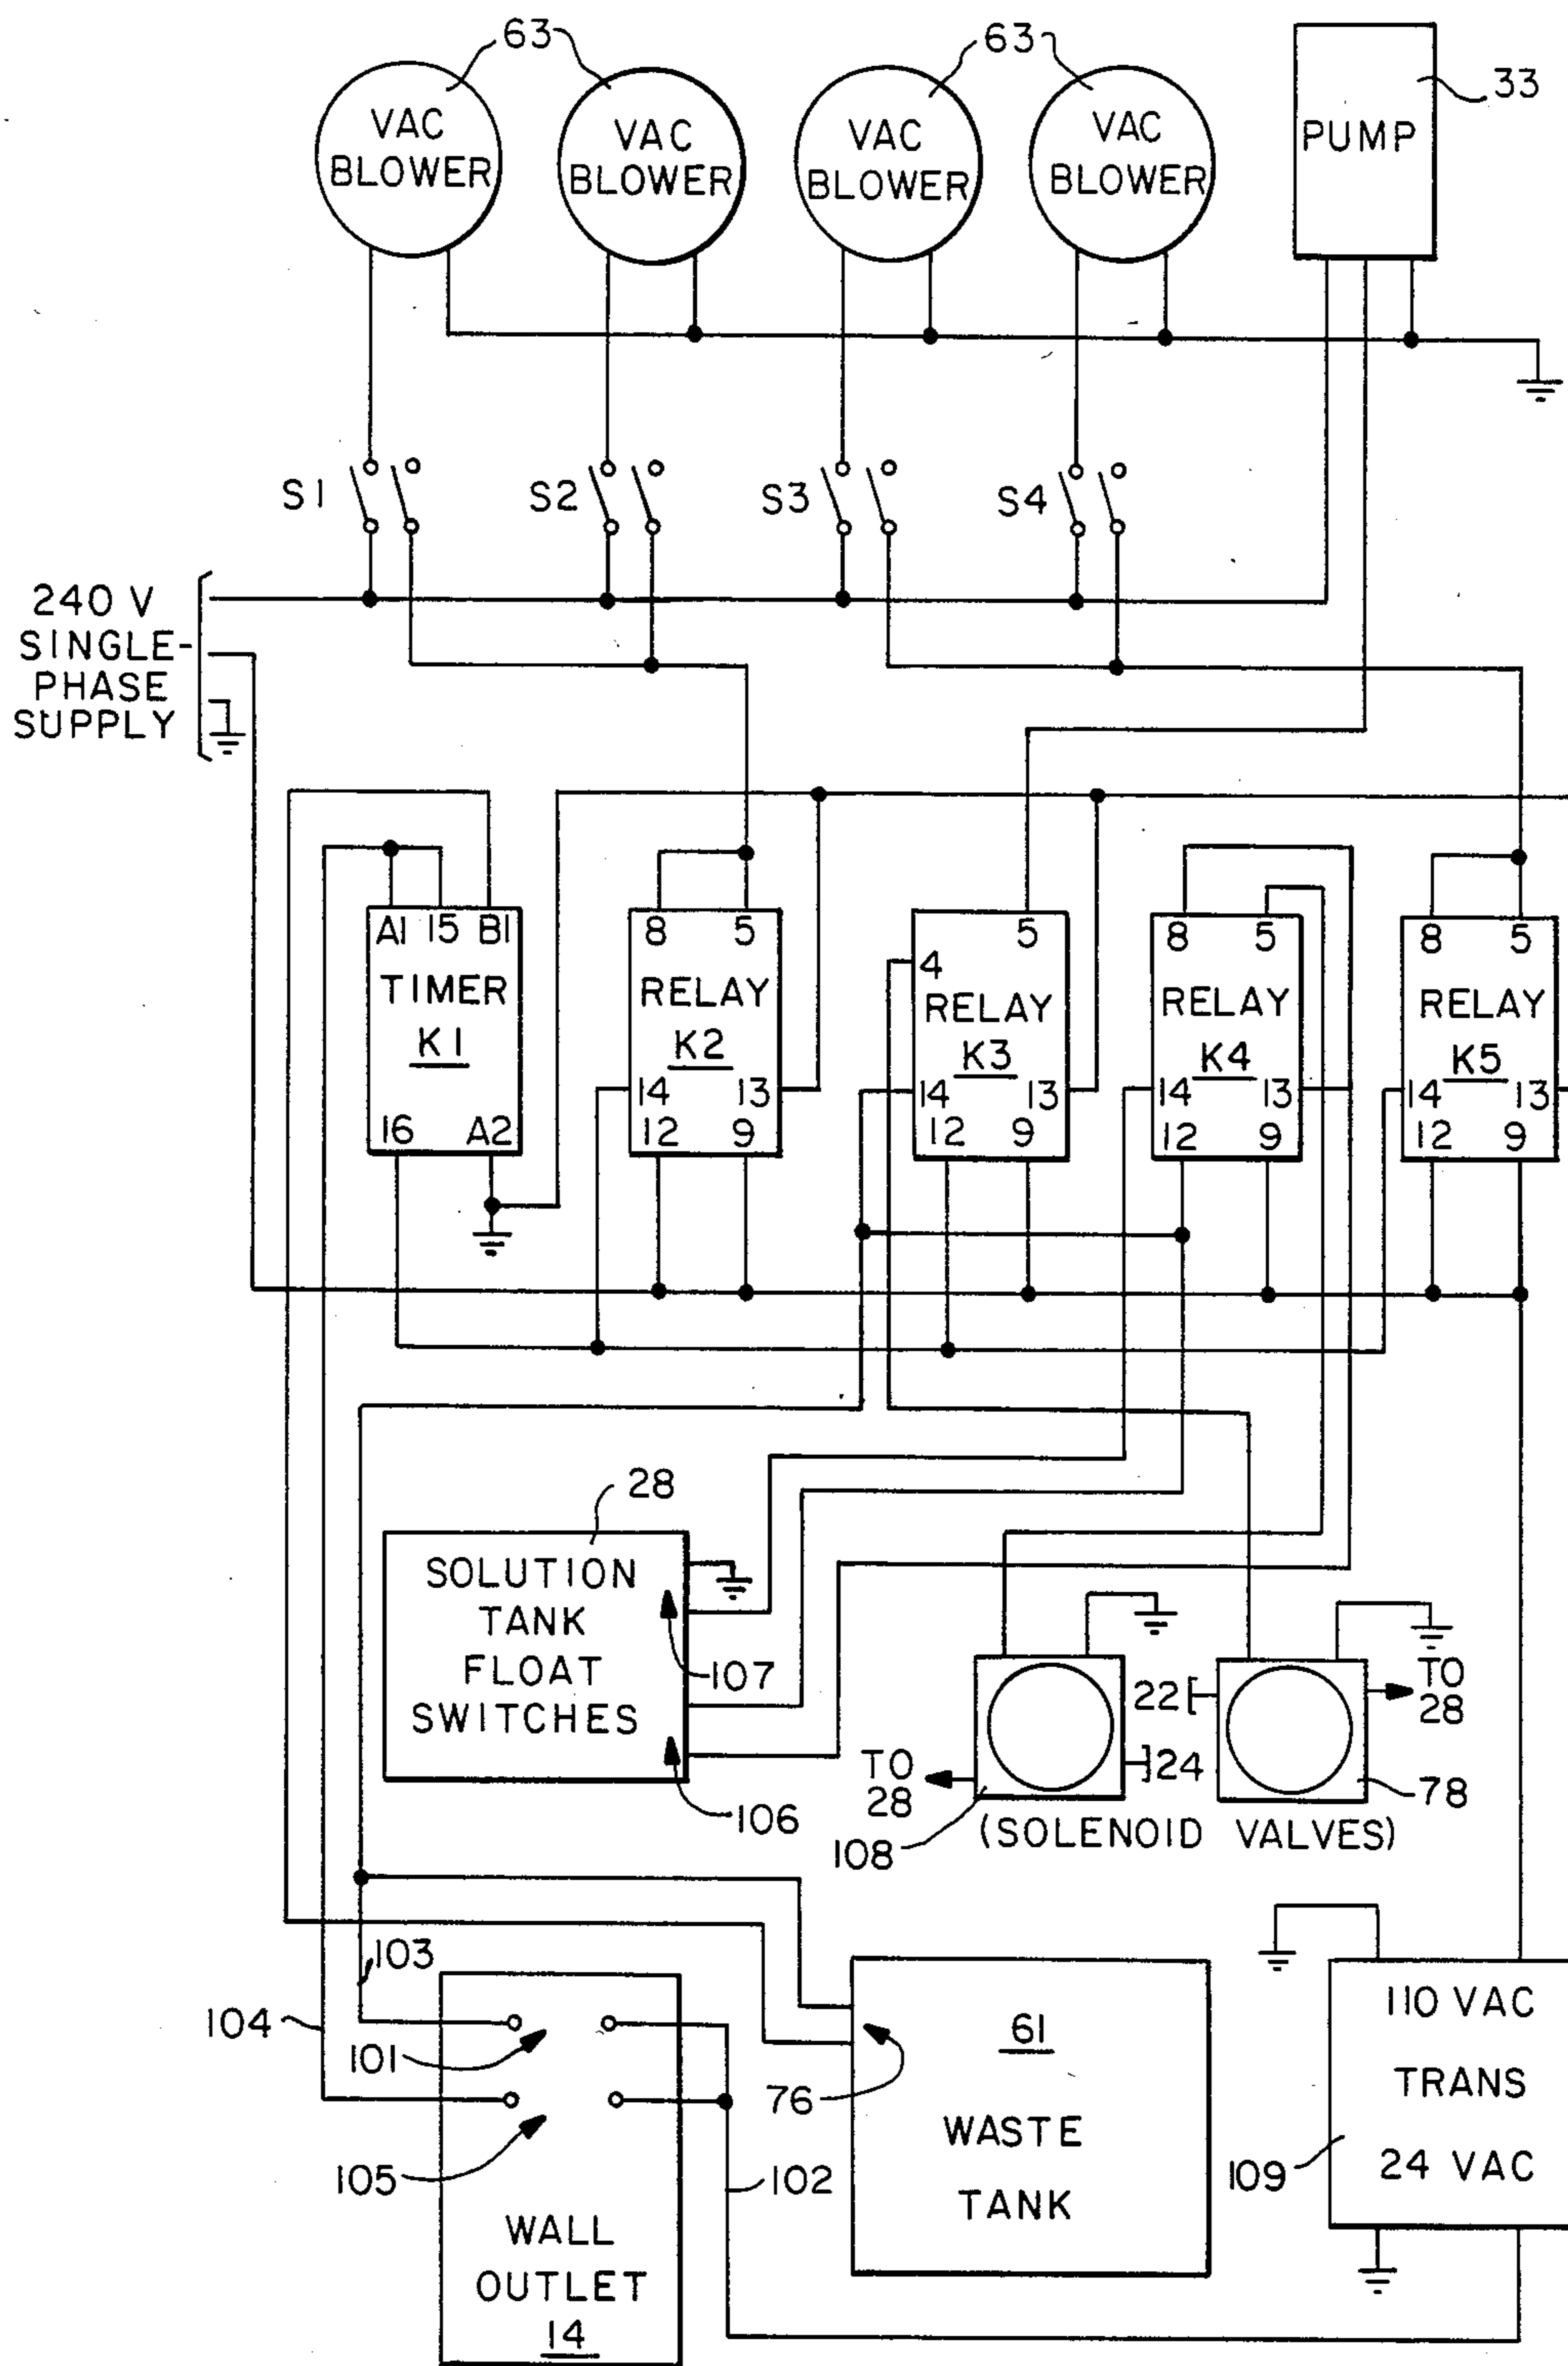 63
63
VAC
BLOWER
VAC
BLOWER
VAC
BLOWER
VAC
BLOWER
PUMP
33
S1
S2
S3
S4
240 V
SINGLE-
PHASE
SUPPLY
A1 15 B1
TIMER
K1
16 A2
8 5
RELAY
K2
14 13
12 9
5
4
RELAY
K3
14 13
12 9
8 5
RELAY
K4
14 13
12 9
8 5
RELAY
K5
14 13
12 9
28
SOLUTION
TANK
FLOAT
SWITCHES
107
106
22
TO
28
TO
28
24
78
108
(SOLENOID VALVES)
103
104
101
105
102
WALL
OUTLET
14
76
61
WASTE
TANK
110 VAC
TRANS
24 VAC
109